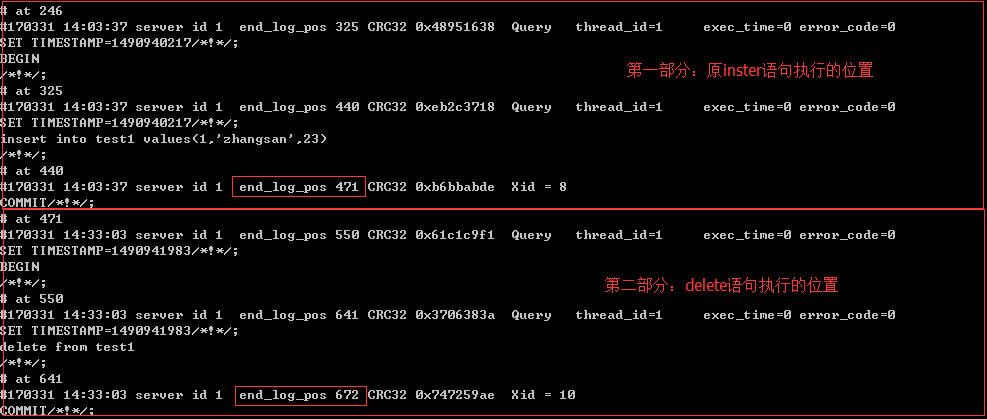 # at 246
#170331 14:03:37 server id 1  end_log_pos 325 CRC32 0x48951638  Query   thread_id=1     exec_time=0 error_code=0
SET TIMESTAMP=1490940217/*!*/;
BEGIN
/*!*/;
第一部分：原inster语句执行的位置
# at 325
#170331 14:03:37 server id 1  end_log_pos 440 CRC32 0xeb2c3718  Query   thread_id=1     exec_time=0 error_code=0
SET TIMESTAMP=1490940217/*!*/;
insert into test1 values(1,'zhangsan',23)
/*!*/;
# at 440
#170331 14:03:37 server id 1  end_log_pos 471 CRC32 0xb6bbabde  Xid = 8
COMMIT/*!*/;
# at 471
#170331 14:33:03 server id 1  end_log_pos 550 CRC32 0x61c1c9f1  Query   thread_id=1     exec_time=0 error_code=0
SET TIMESTAMP=1490941983/*!*/;
BEGIN
/*!*/;
第二部分：delete语句执行的位置
# at 550
#170331 14:33:03 server id 1  end_log_pos 641 CRC32 0x3706383a  Query   thread_id=1     exec_time=0 error_code=0
SET TIMESTAMP=1490941983/*!*/;
delete from test1
/*!*/;
# at 641
#170331 14:33:03 server id 1  end_log_pos 672 CRC32 0x747259ae  Xid = 10
COMMIT/*!*/;